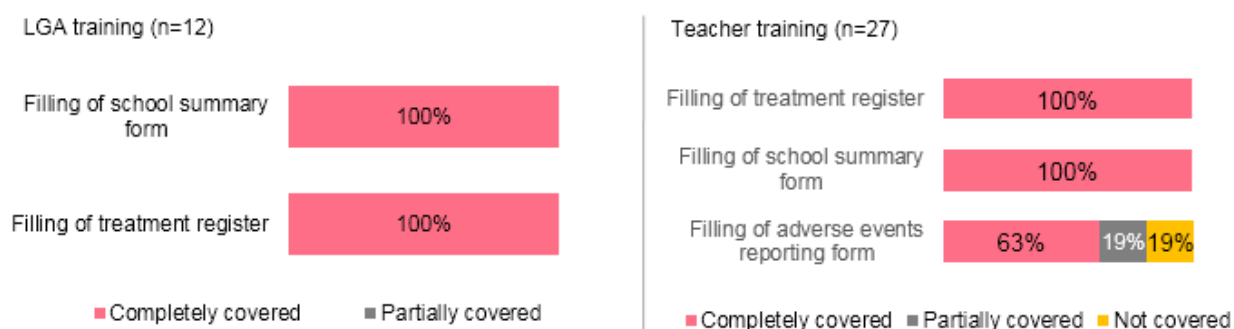 LGA training (n=12)
Filling of school summary
form
100%
Filling of treatment register
100%
Completely covered
Partially covered
Teacher training (n=27)
Filling of treatment register
100%
Filling of school summary
form
100%
Filling of adverse events
reporting form
63%
19%
19%
Completely covered
Partially covered
Not covered